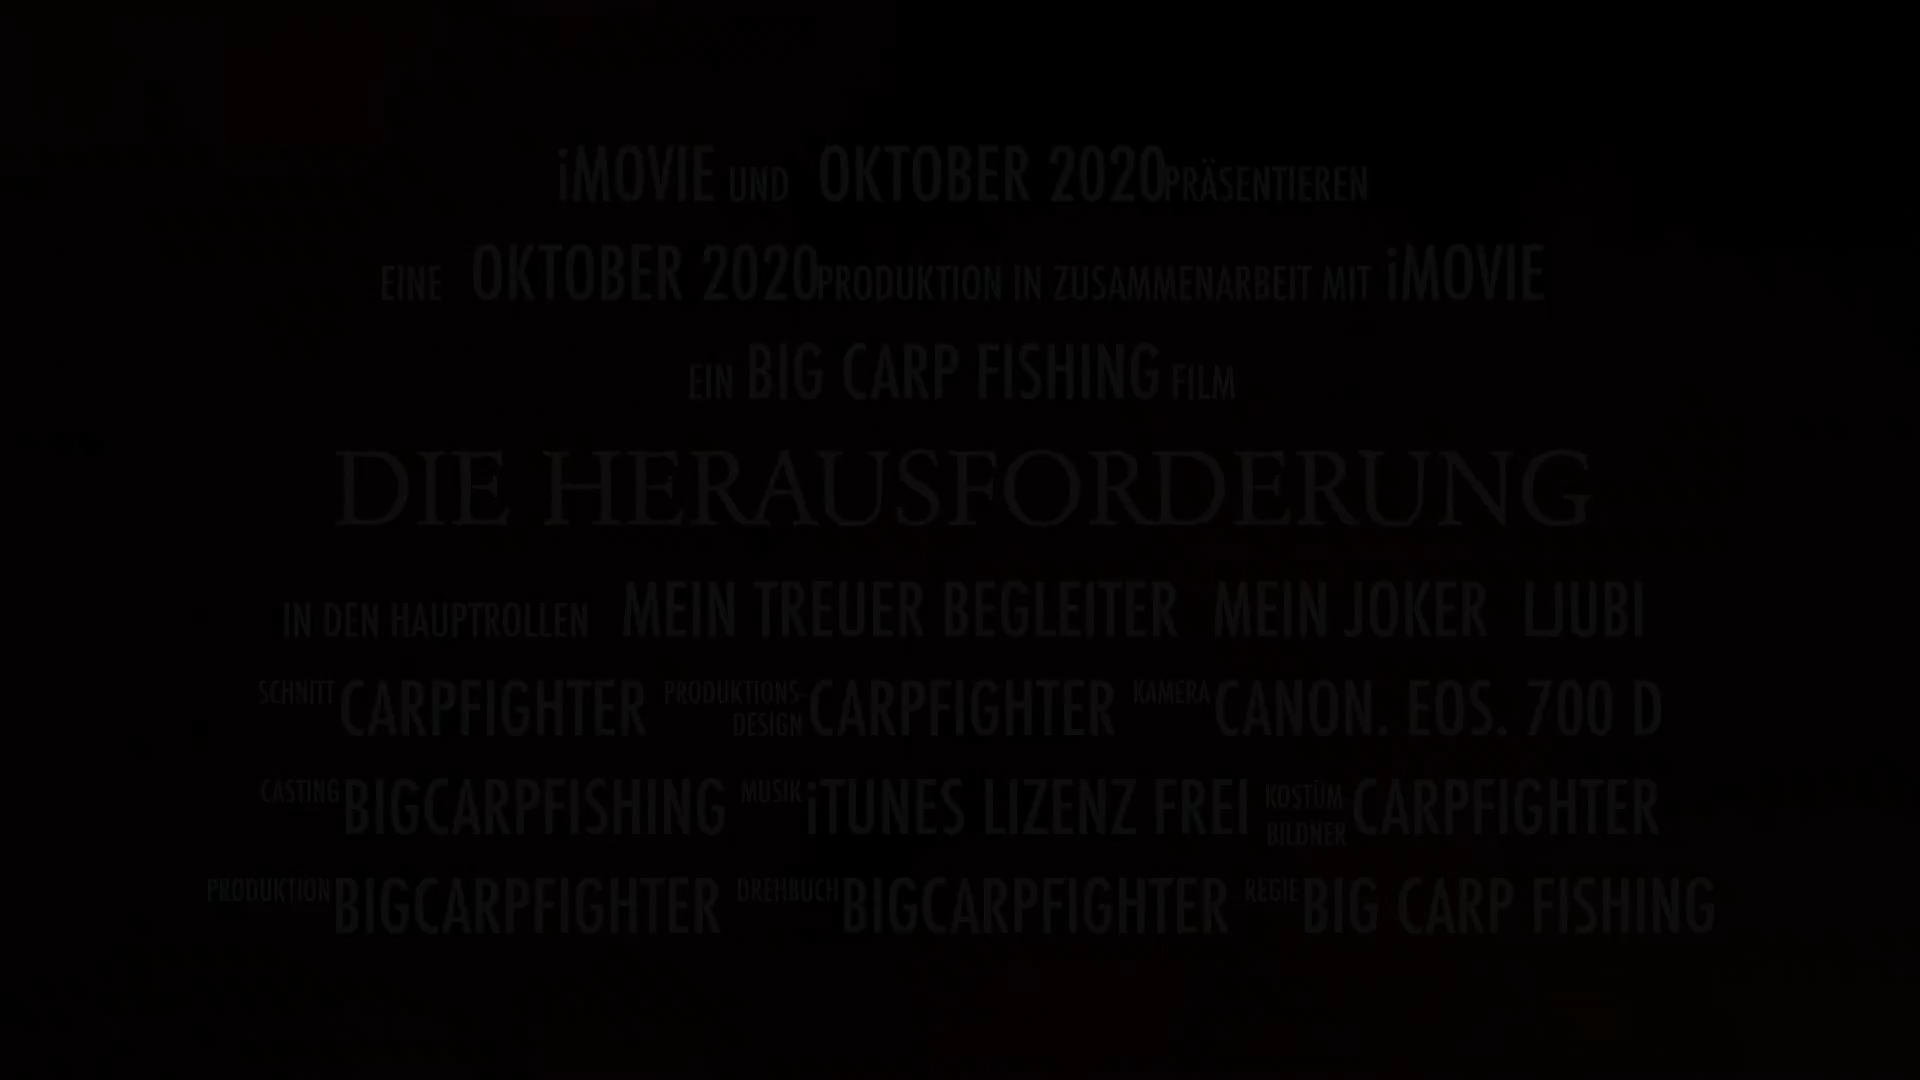 iMOVIE UND OKTOBER 2020 PRÄSENTIEREN
EINE OKTOBER 2020 PRODUKTION IN ZUSAMMENARBEIT MIT iMOVIE
EIN BIG CARP FISHING FILM
DIE HERAUSFORDERUNG
IN DEN HAUPTROLLEN MEIN TREUER BEGLEITER MEIN JOKER LJUBI
SCHNITT CARPFIGHTER PRODUKTIONS-DESIGN CARPFIGHTER KAMERA CANON. EOS. 700 D
CASTING BIGCARPFISHING MUSIK iTUNES LIZENZ FREI KOSTÜM-BILDNER CARPFIGHTER
PRODUKTION BIGCARPFIGHTER DREHBUCH BIGCARPFIGHTER REGIE BIG CARP FISHING